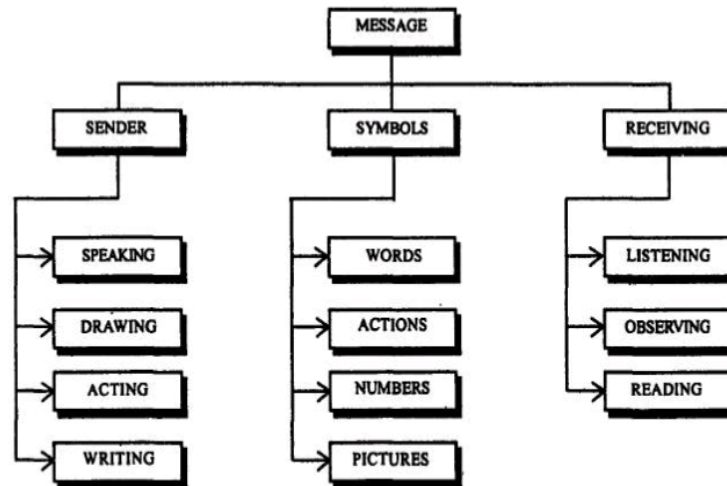 MESSAGE
SENDER
SYMBOLS
RECEIVING
SPEAKING
WORDS
LISTENING
DRAWING
ACTIONS
OBSERVING
ACTING
NUMBERS
READING
WRITING
PICTURES